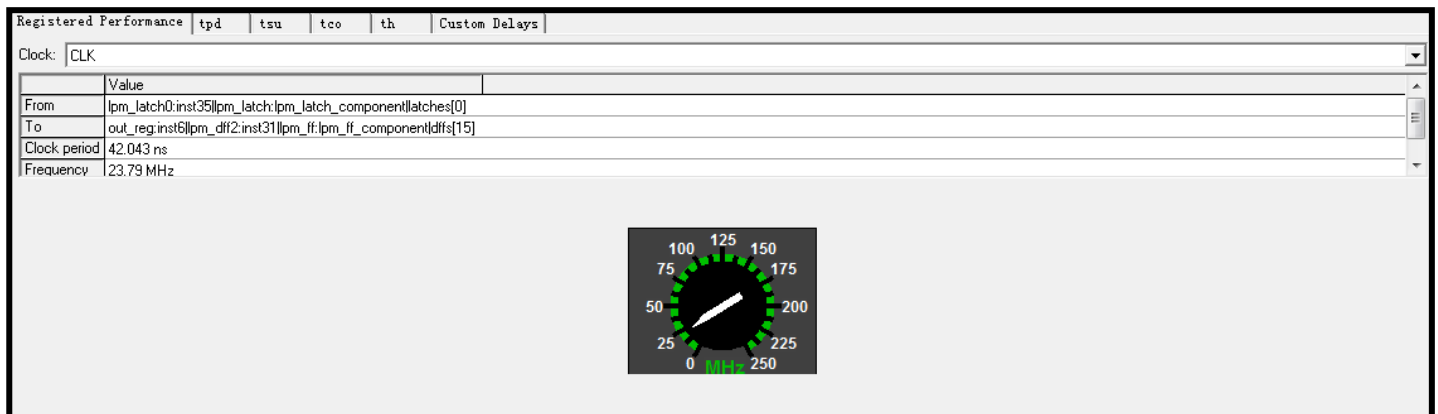 Registered Performance tpd tsu tco th Custom Delays
Clock: CLK
Value
From lpm_latch0:inst35|lpm_latch:lpm_latch_component|latches[0]
To out_reg:inst6|lpm_dff2:inst31|lpm_ff:lpm_ff_component|dffs[15]
Clock period 42.043 ns
Frequency 23.79 MHz
125
100 150
75 175
50 200
25 225
0 MHz 250